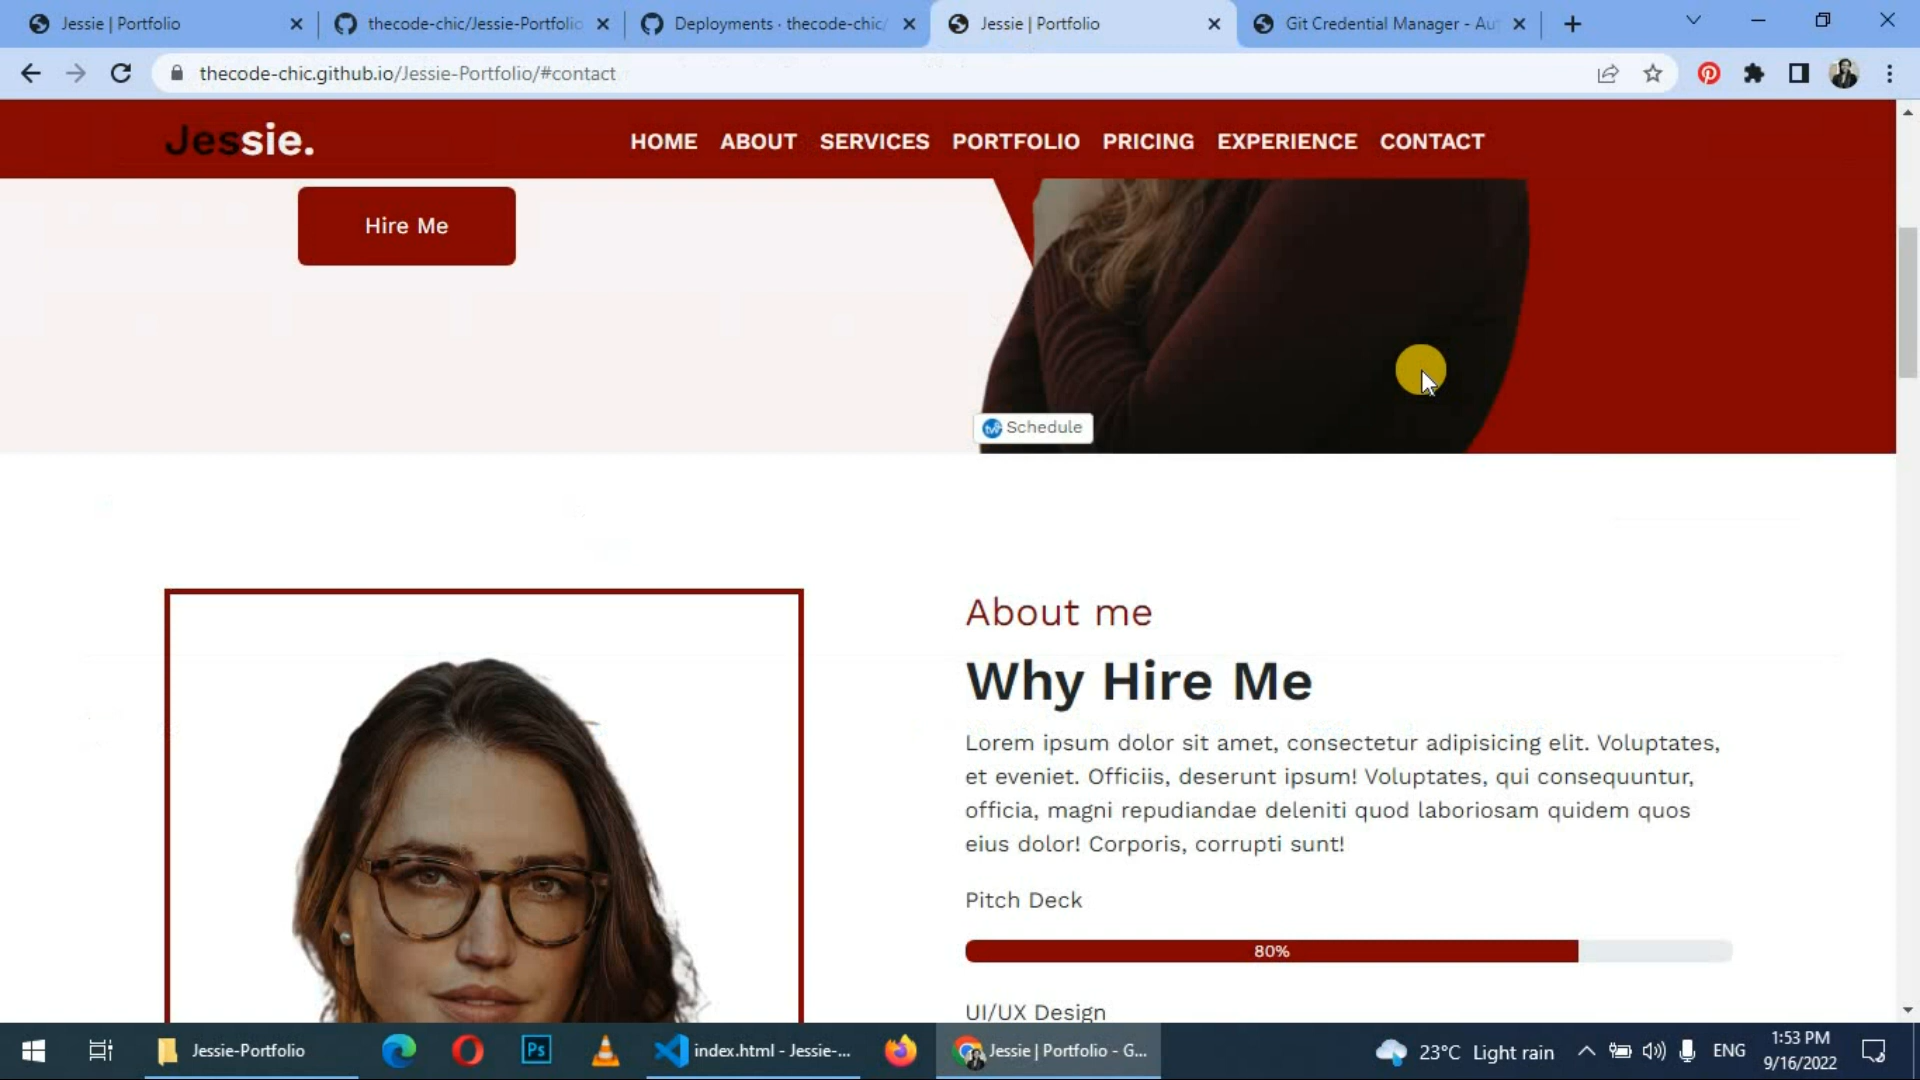 Jessie | Portfolio
thecode-chic/Jessie-Portfolio
Deployments · thecode-chic/
Jessie | Portfolio
Git Credential Manager - Au
thecode-chic.github.io/Jessie-Portfolio/#contact
Jessie.
HOME ABOUT SERVICES PORTFOLIO PRICING EXPERIENCE CONTACT
Hire Me
Schedule
About me
Why Hire Me
Lorem ipsum dolor sit amet, consectetur adipisicing elit. Voluptates,
et eveniet. Officiis, deserunt ipsum! Voluptates, qui consequuntur,
officia, magni repudiandae deleniti quod laboriosam quidem quos
eius dolor! Corporis, corrupti sunt!
Pitch Deck
80%
UI/UX Design
Jessie-Portfolio
Ps
index.html - Jessie-...
Jessie | Portfolio - G...
23°C Light rain
ENG
1:53 PM
9/16/2022